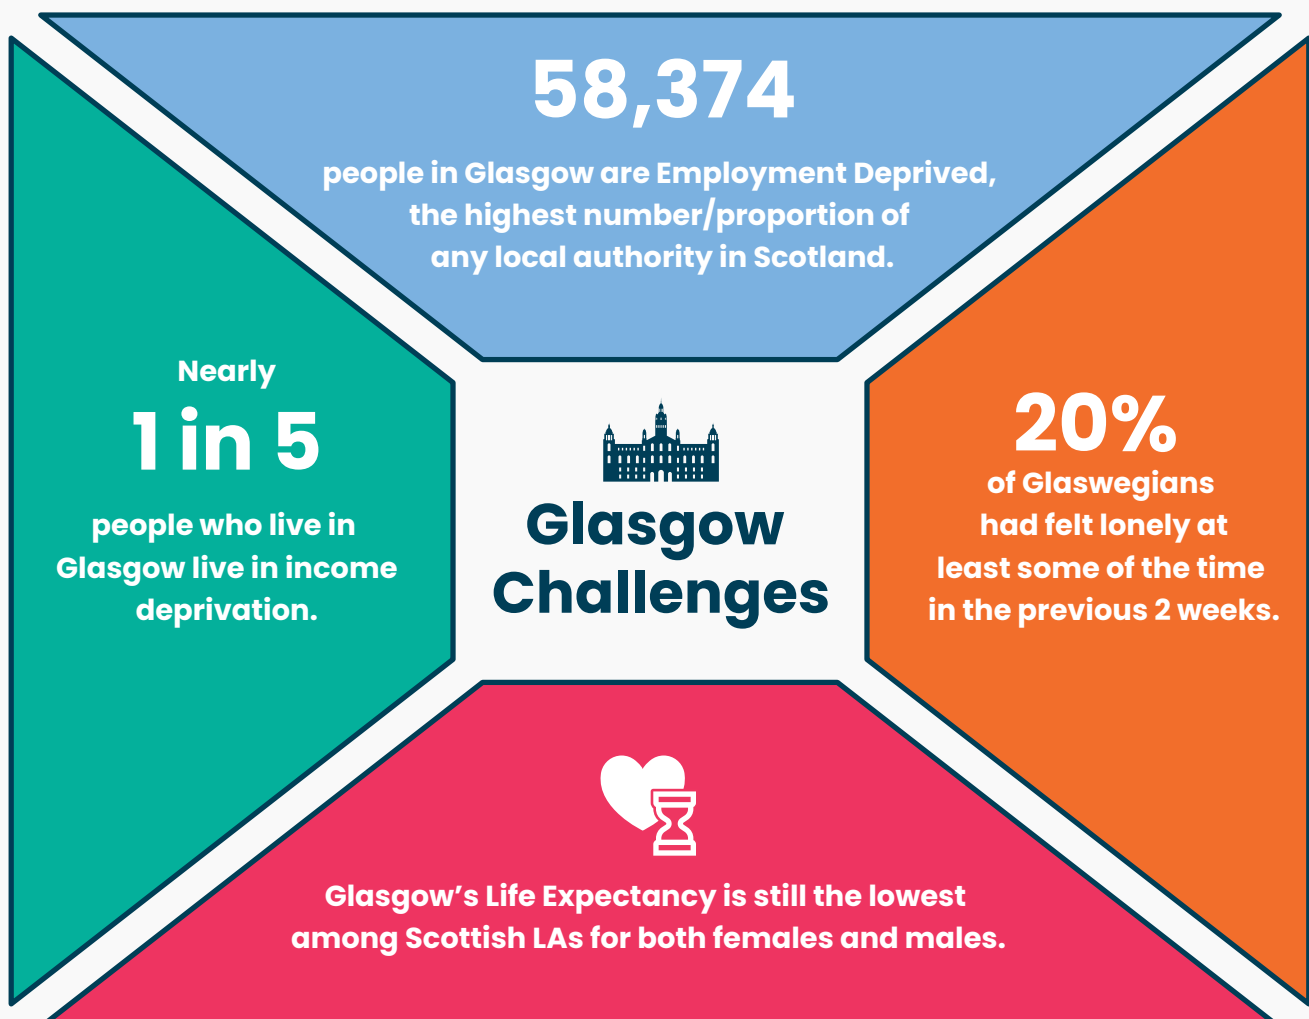 58,374
people in Glasgow are Employment Deprived,
the highest number/proportion of
any local authority in Scotland.
Nearly
1 in 5
people who live in
Glasgow live in income
deprivation.
Glasgow
Challenges
20%
of Glaswegians
had felt lonely at
least some of the time
in the previous 2 weeks.
Glasgow’s Life Expectancy is still the lowest
among Scottish LAs for both females and males.